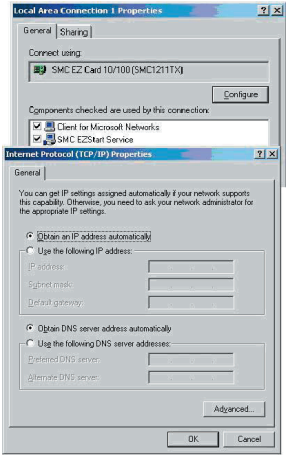 Local Area Connection 1 Properties
General Sharing
Connect using:
SMC EZ Card 10/100 (SMC1211TX)
Configure
Components checked are used by this connection:
Client for Microsoft Networks
SMC EZStart Service
Internet Protocol (TCP/IP) Properties
General
You can get IP settings assigned automatically if your network supports
this capability. Otherwise, you need to ask your network administrator for
the appropriate IP settings.
Obtain an IP address automatically
Use the following IP address:
IP address:
Subnet mask:
Default gateway:
Obtain DNS server address automatically
Use the following DNS server addresses:
Preferred DNS server:
Alternate DNS server:
Advanced...
OK Cancel